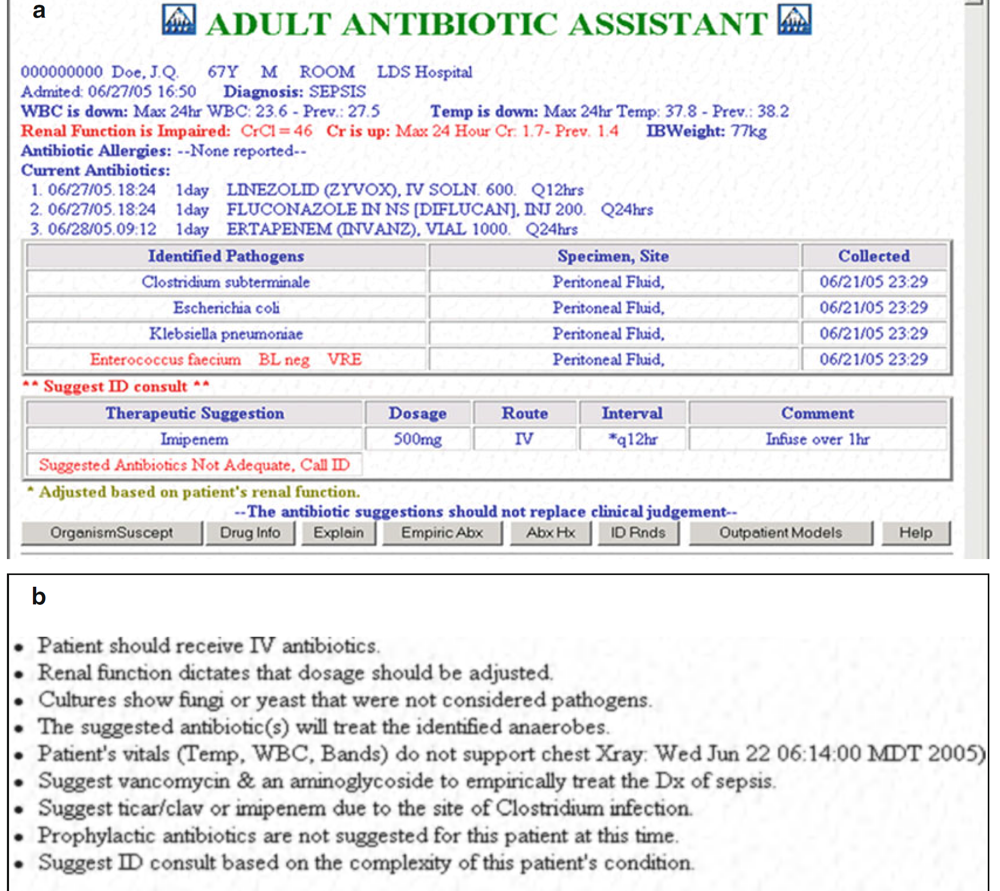 a
ADULT ANTIBIOTIC ASSISTANT
000000000 Doe, J.Q. 67Y M ROOM LDS Hospital
Admited: 06/27/05 16:50 Diagnosis: SEPSIS
WBC is down: Max 24hr WBC: 23.6 - Prev.: 27.5 Temp is down: Max 24hr Temp: 37.8 - Prev.: 38.2
Renal Function is Impaired: CrCl = 46 Cr is up: Max 24 Hour Cr: 1.7- Prev. 1.4 IBWeight: 77kg
Antibiotic Allergies: --None reported--
Current Antibiotics:
1. 06/27/05.18:24 1day LINEZOLID (ZYVOX), IV SOLN. 600. Q12hrs
2. 06/27/05.18:24 1day FLUCONAZOLE IN NS [DIFLUCAN], INJ 200. Q24hrs
3. 06/28/05.09:12 1day ERTAPENEM (INVANZ), VIAL 1000. Q24hrs
Identified Pathogens Specimen, Site Collected
Clostridium subterminale Peritoneal Fluid, 06/21/05 23:29
Escherichia coli Peritoneal Fluid, 06/21/05 23:29
Klebsiella pneumoniae Peritoneal Fluid, 06/21/05 23:29
Enterococcus faecium BL neg VRE Peritoneal Fluid, 06/21/05 23:29
** Suggest ID consult **
Therapeutic Suggestion Dosage Route Interval Comment
Imipenem 500mg IV *q12hr Infuse over 1hr
Suggested Antibiotics Not Adequate, Call ID
* Adjusted based on patient's renal function.
--The antibiotic suggestions should not replace clinical judgement--
OrganismSuscept Drug Info Explain Empiric Abx Abx Hx ID Rnds Outpatient Models Help
b
• Patient should receive IV antibiotics.
• Renal function dictates that dosage should be adjusted.
• Cultures show fungi or yeast that were not considered pathogens.
• The suggested antibiotic(s) will treat the identified anaerobes.
• Patient's vitals (Temp, WBC, Bands) do not support chest Xray: Wed Jun 22 06:14:00 MDT 2005)
• Suggest vancomycin & an aminoglycoside to empirically treat the Dx of sepsis.
• Suggest ticar/clav or imipenem due to the site of Clostridium infection.
• Prophylactic antibiotics are not suggested for this patient at this time.
• Suggest ID consult based on the complexity of this patient's condition.